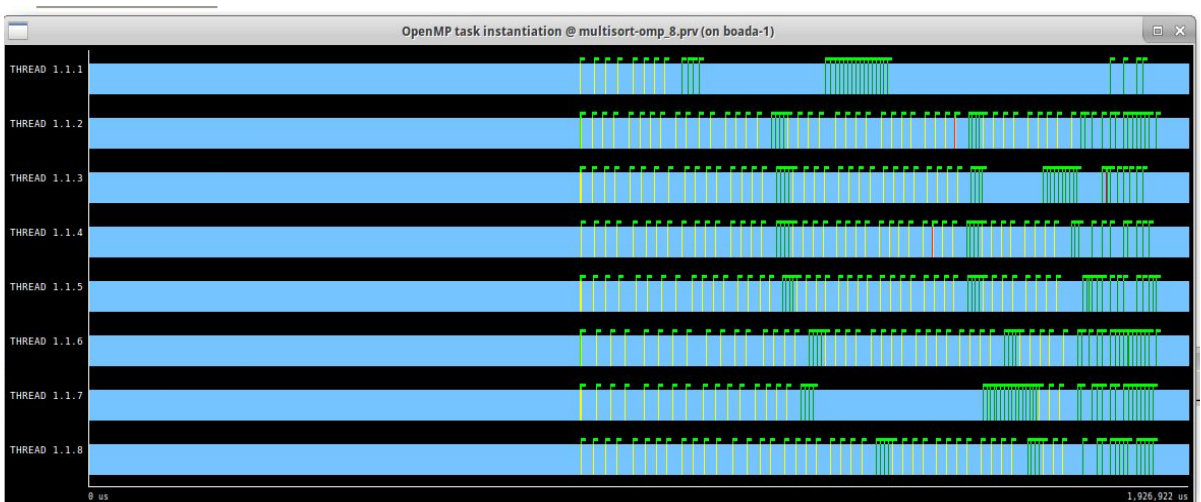 OpenMP task instantiation @ multisort-omp_8.prv (on boada-1)
THREAD 1.1.1
THREAD 1.1.2
THREAD 1.1.3
THREAD 1.1.4
THREAD 1.1.5
THREAD 1.1.6
THREAD 1.1.7
THREAD 1.1.8
0 us 1,926,922 us